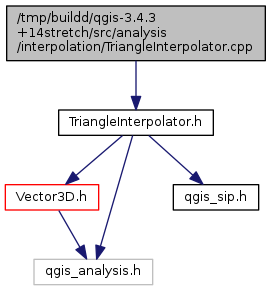 /tmp/buildd/qgis-3.4.3
+14stretch/src/analysis
/interpolation/TriangleInterpolator.cpp
TriangleInterpolator.h
Vector3D.h
qgis_sip.h
qgis_analysis.h